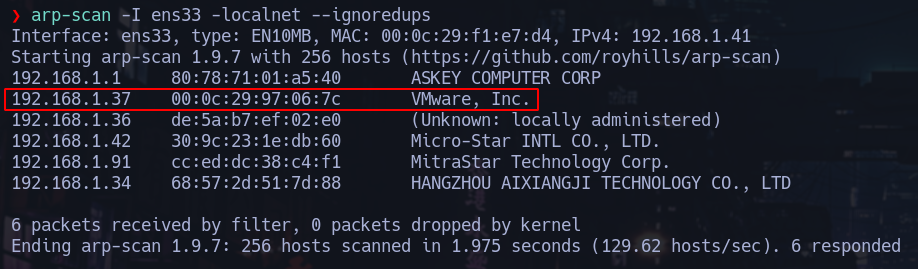 ❯ arp-scan -I ens33 -localnet --ignoredups
Interface: ens33, type: EN10MB, MAC: 00:0c:29:f1:e7:d4, IPv4: 192.168.1.41
Starting arp-scan 1.9.7 with 256 hosts (https://github.com/royhills/arp-scan)
192.168.1.1 80:78:71:01:a5:40 ASKEY COMPUTER CORP
192.168.1.37 00:0c:29:97:06:7c VMware, Inc.
192.168.1.36 de:5a:b7:ef:02:e0 (Unknown: locally administered)
192.168.1.42 30:9c:23:1e:db:60 Micro-Star INTL CO., LTD.
192.168.1.91 cc:ed:dc:38:c4:f1 MitraStar Technology Corp.
192.168.1.34 68:57:2d:51:7d:88 HANGZHOU AIXIANGJI TECHNOLOGY CO., LTD
6 packets received by filter, 0 packets dropped by kernel
Ending arp-scan 1.9.7: 256 hosts scanned in 1.975 seconds (129.62 hosts/sec). 6 responded